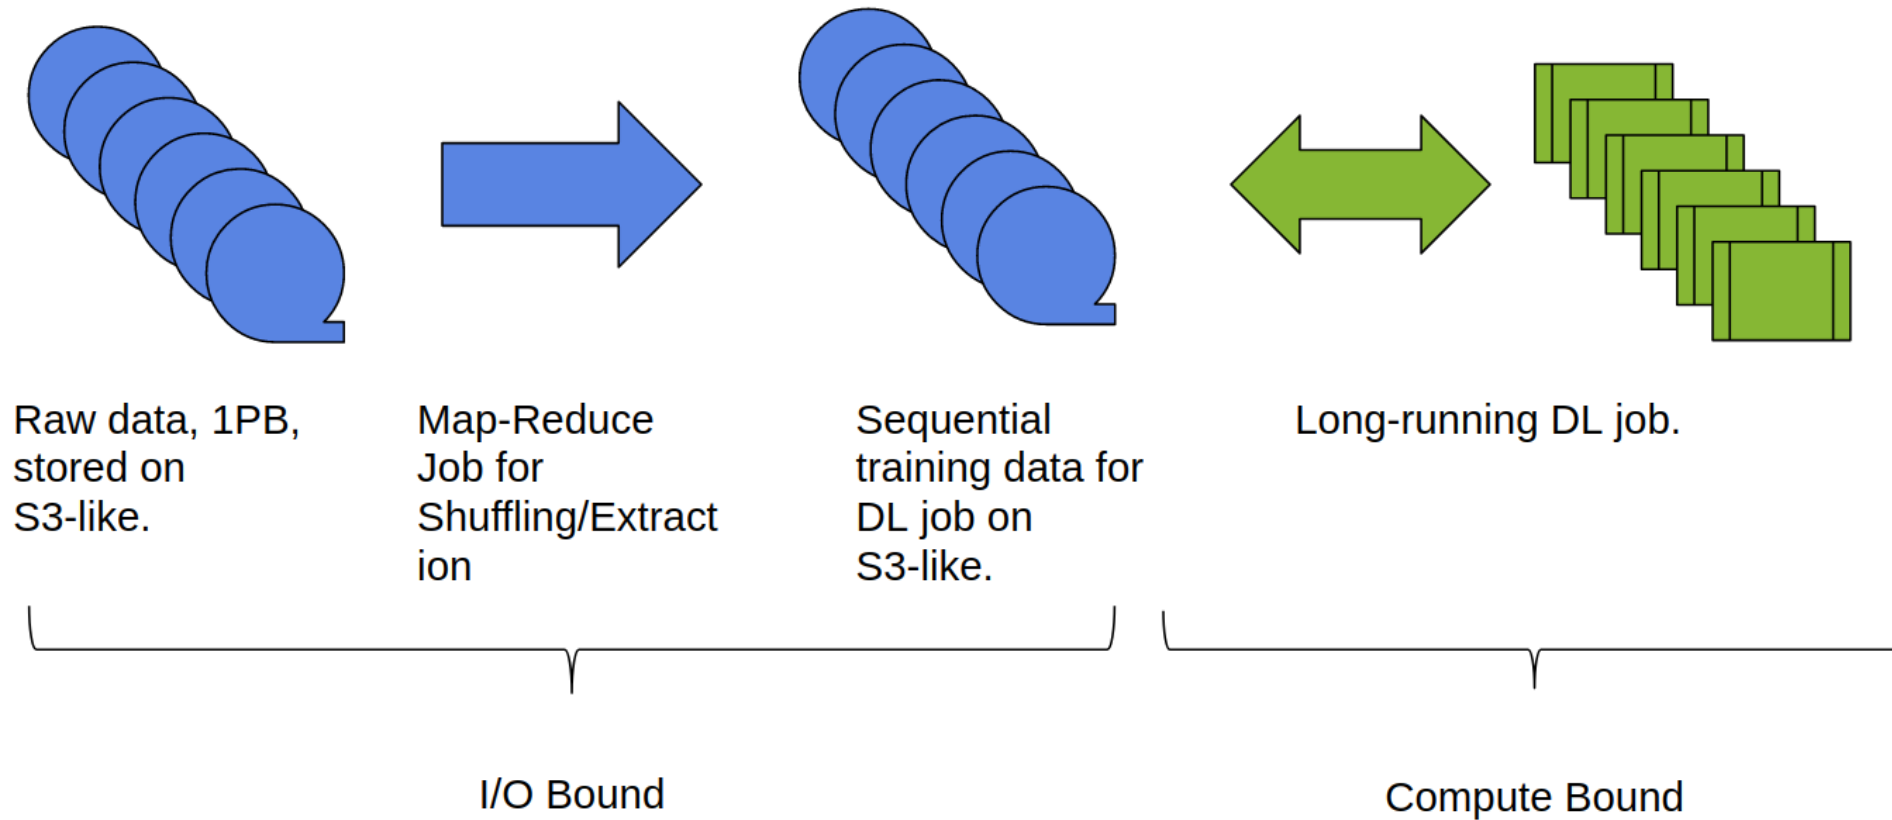 Raw data, 1PB,
stored on
S3-like.
Map-Reduce
Job for
Shuffling/Extract
ion
Sequential
training data for
DL job on
S3-like.
Long-running DL job.
I/O Bound
Compute Bound